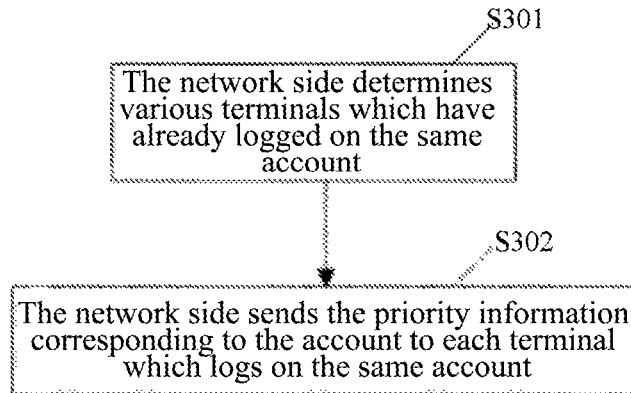 S301
The network side determines
various terminals which have
already logged on the same
account
S302
The network side sends the priority information
corresponding to the account to each terminal
which logs on the same account